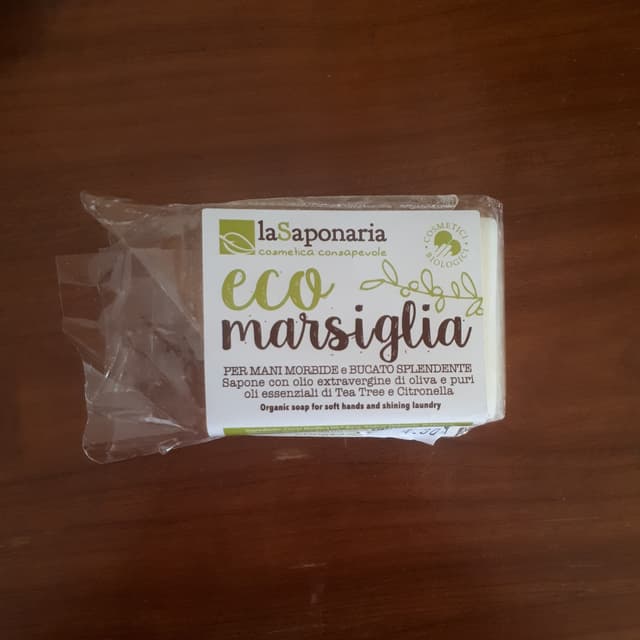 laSaponaria
cosmetica consapevole
COSMETICI
BIOLOGICI
eco
marsiglia
PER MANI MORBIDE e BUCATO SPLENDENTE
Sapone con olio extravergine di oliva e puri
oli essenziali di Tea Tree e Citronella
Organic soap for soft hands and shining laundry